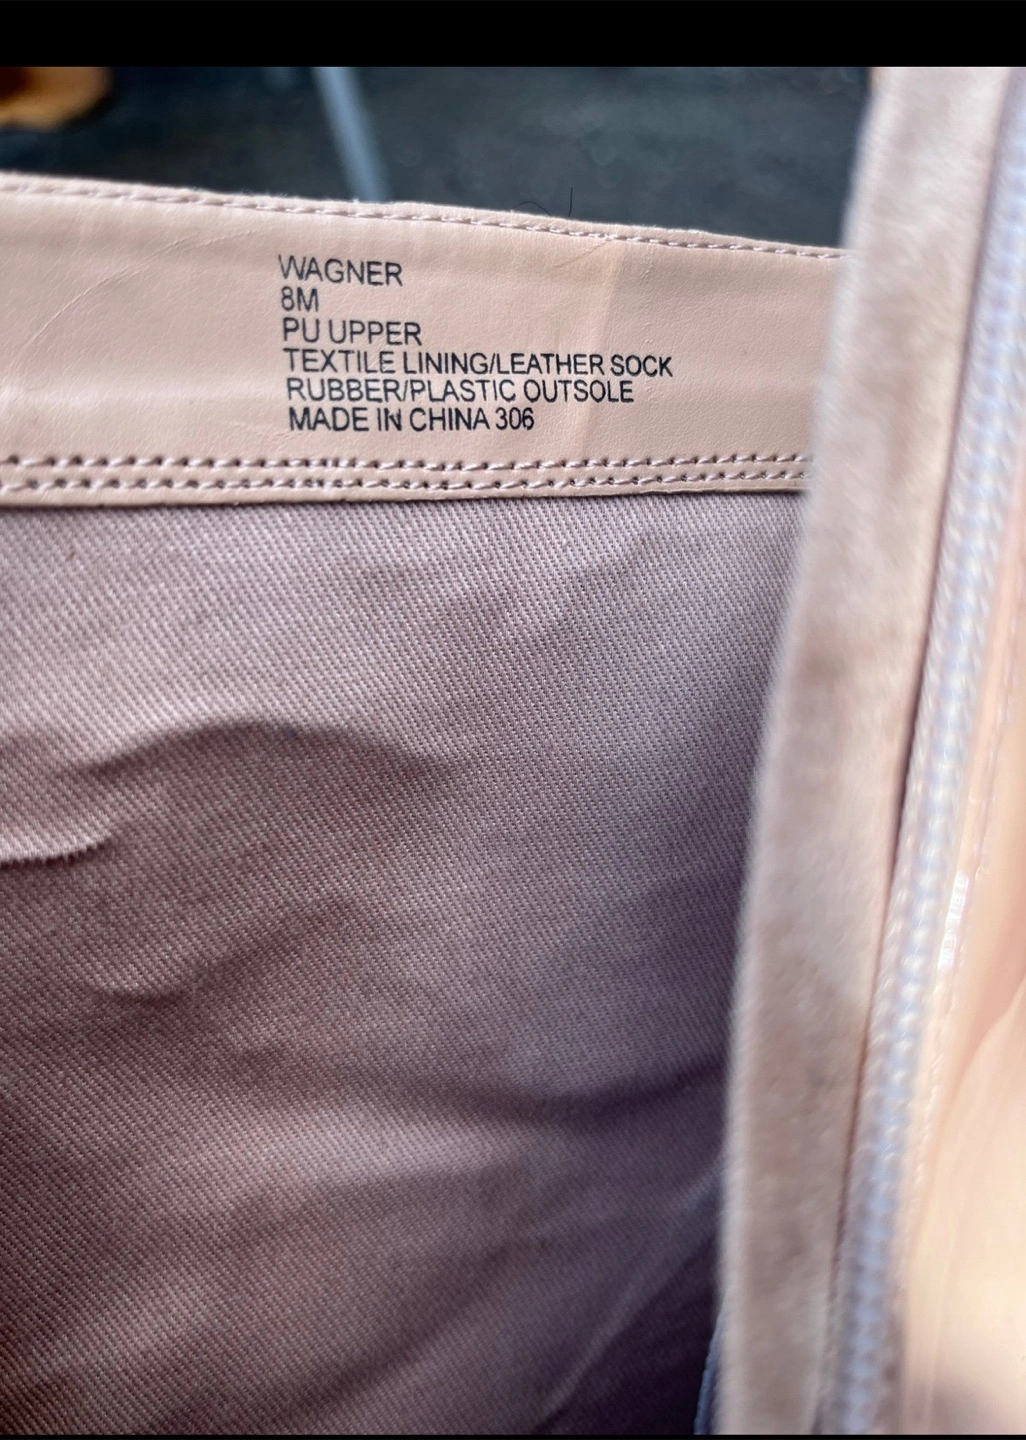 WAGNER
8M
PU UPPER
TEXTILE LINING/LEATHER SOCK
RUBBER/PLASTIC OUTSOLE
MADE IN CHINA 306